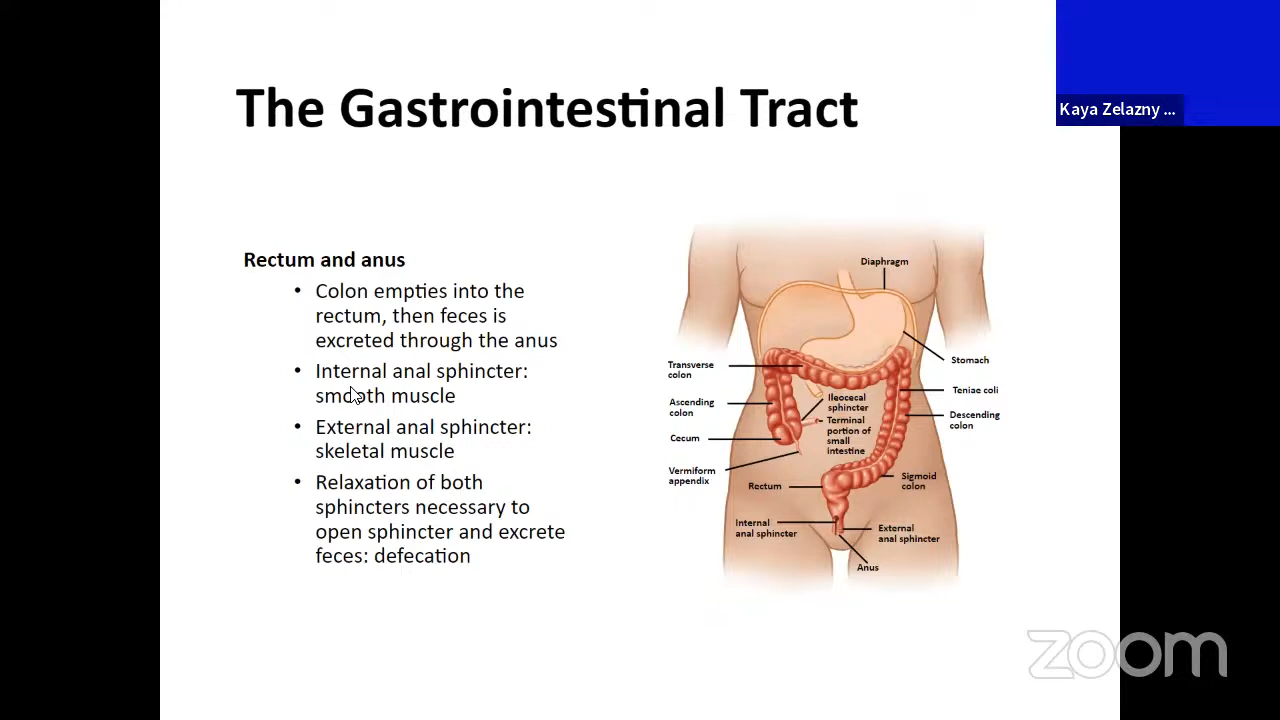 The Gastrointestinal Tract
Kaya Zelazny ...
Rectum and anus
• Colon empties into the
rectum, then feces is
excreted through the anus
• Internal anal sphincter:
smooth muscle
• External anal sphincter:
skeletal muscle
• Relaxation of both
sphincters necessary to
open sphincter and excrete
feces: defecation
Diaphragm
Stomach
Transverse
colon
Teniae coli
Ascending
colon
Ileocecal
sphincter
Descending
colon
Terminal
portion of
small
intestine
Cecum
Vermiform
appendix
Rectum
Sigmoid
colon
Internal
anal sphincter
External
anal sphincter
Anus
zoom